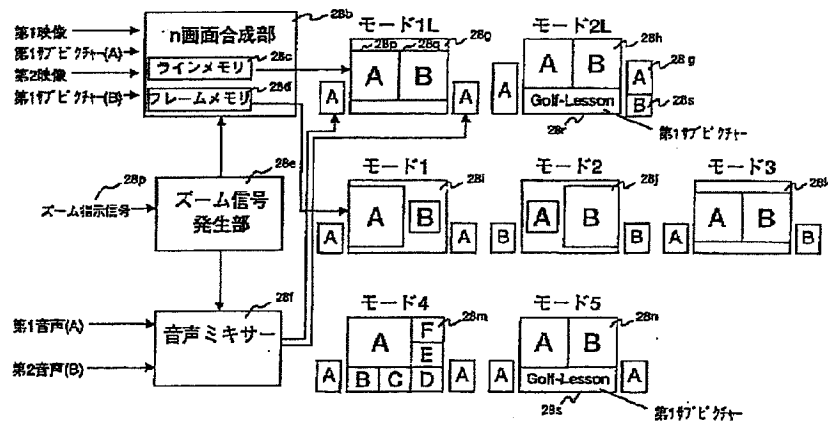 第1映像
第1サブピクチャー(A)
第2映像
第1サブピクチャー(B)
28b
n画面合成部
ラインメモリ
28c
フレームメモリ
28d
28p
ズーム指示信号
28e
ズーム信号
発生部
第1音声(A)
第2音声(B)
28f
音声ミキサー
モード1L
28p
28q
28g
A
B
A
A
モード2L
28h
A
B
Golf-Lesson
A
A
28g
B
28s
28r
第1サブピクチャー
モード1
28i
A
B
A
A
モード2
28j
A
B
B
B
モード3
A
B
A
B
モード4
28m
A
F
E
B
C
D
A
A
モード5
28n
A
B
Golf-Lesson
A
A
28s
第1サブピクチャー